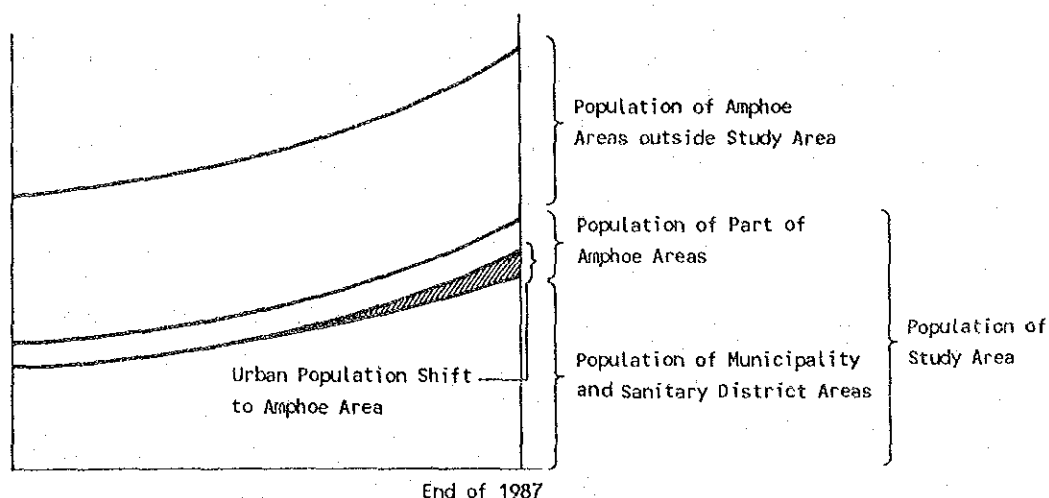 Population of Amphoe
Areas outside Study Area
Population of Part of
Amphoe Areas
Population of
Study Area
Population of Municipality
and Sanitary District Areas
Urban Population Shift
to Amphoe Area
End of 1987